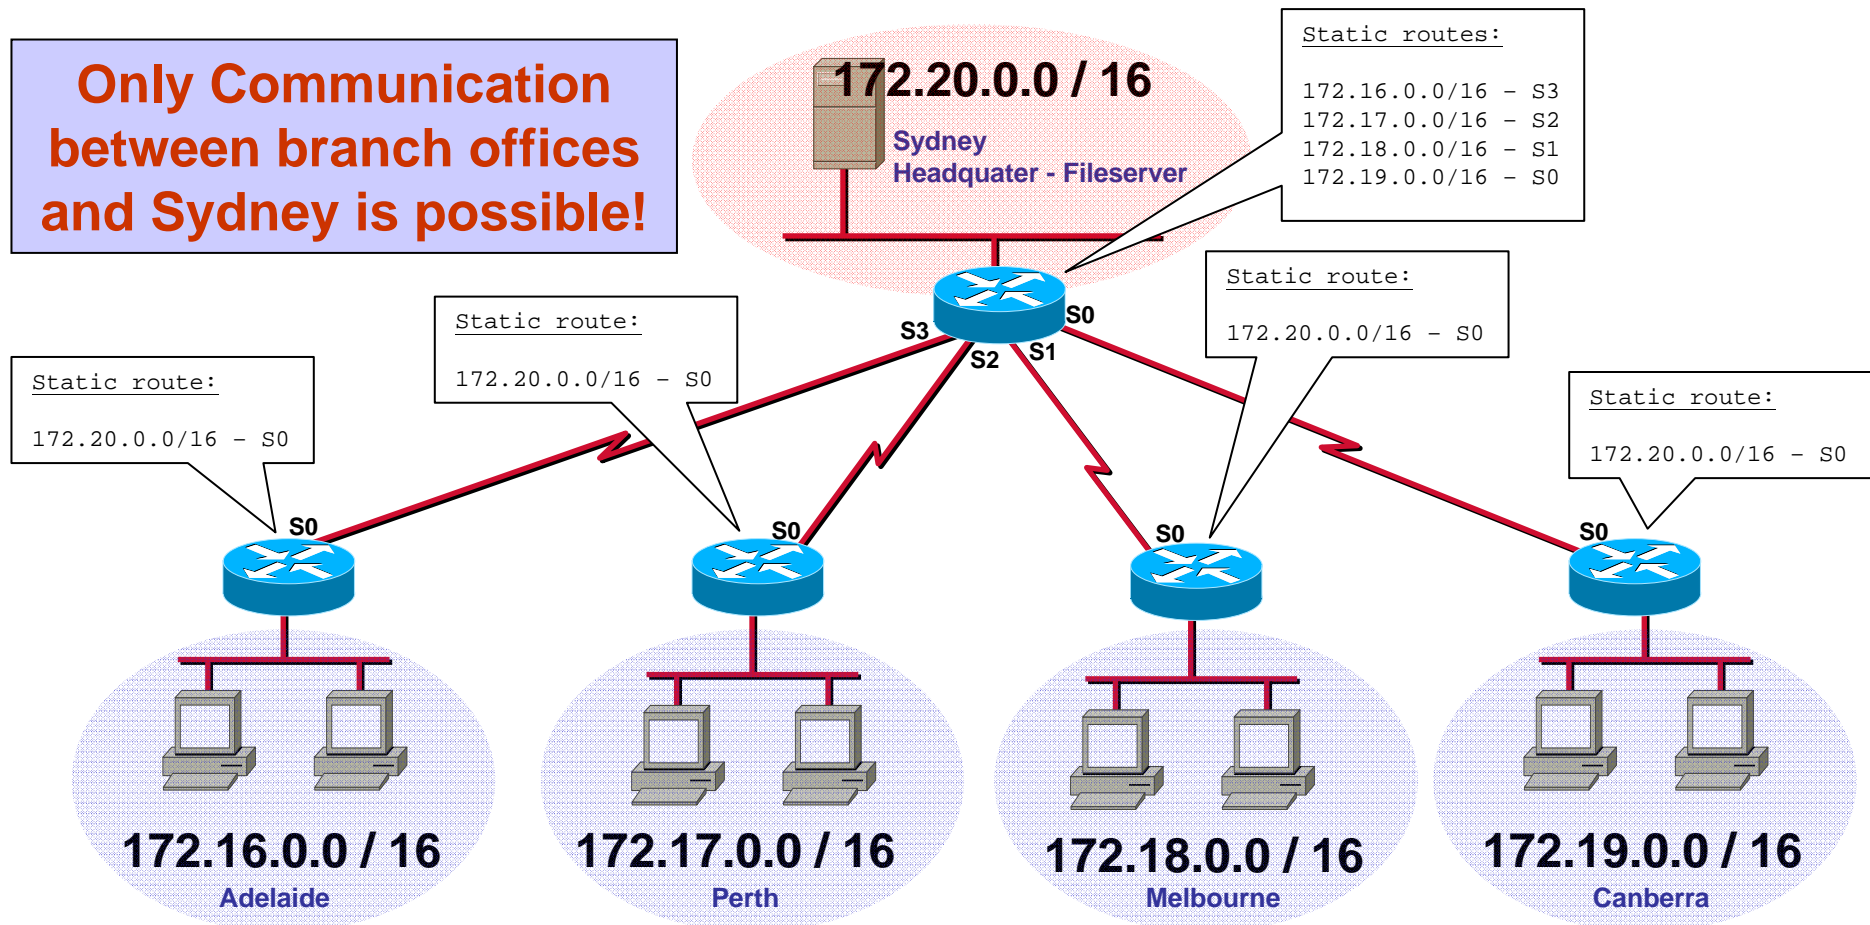 Only Communication
between branch offices
and Sydney is possible!
172.20.0.0 / 16
Sydney
Headquater - Fileserver
Static routes:
172.16.0.0/16 – S3
172.17.0.0/16 – S2
172.18.0.0/16 – S1
172.19.0.0/16 – S0
S3
S2
S1
S0
Static route:
172.20.0.0/16 – S0
Static route:
172.20.0.0/16 – S0
Static route:
172.20.0.0/16 – S0
Static route:
172.20.0.0/16 – S0
S0
S0
S0
S0
172.16.0.0 / 16
Adelaide
172.17.0.0 / 16
Perth
172.18.0.0 / 16
Melbourne
172.19.0.0 / 16
Canberra